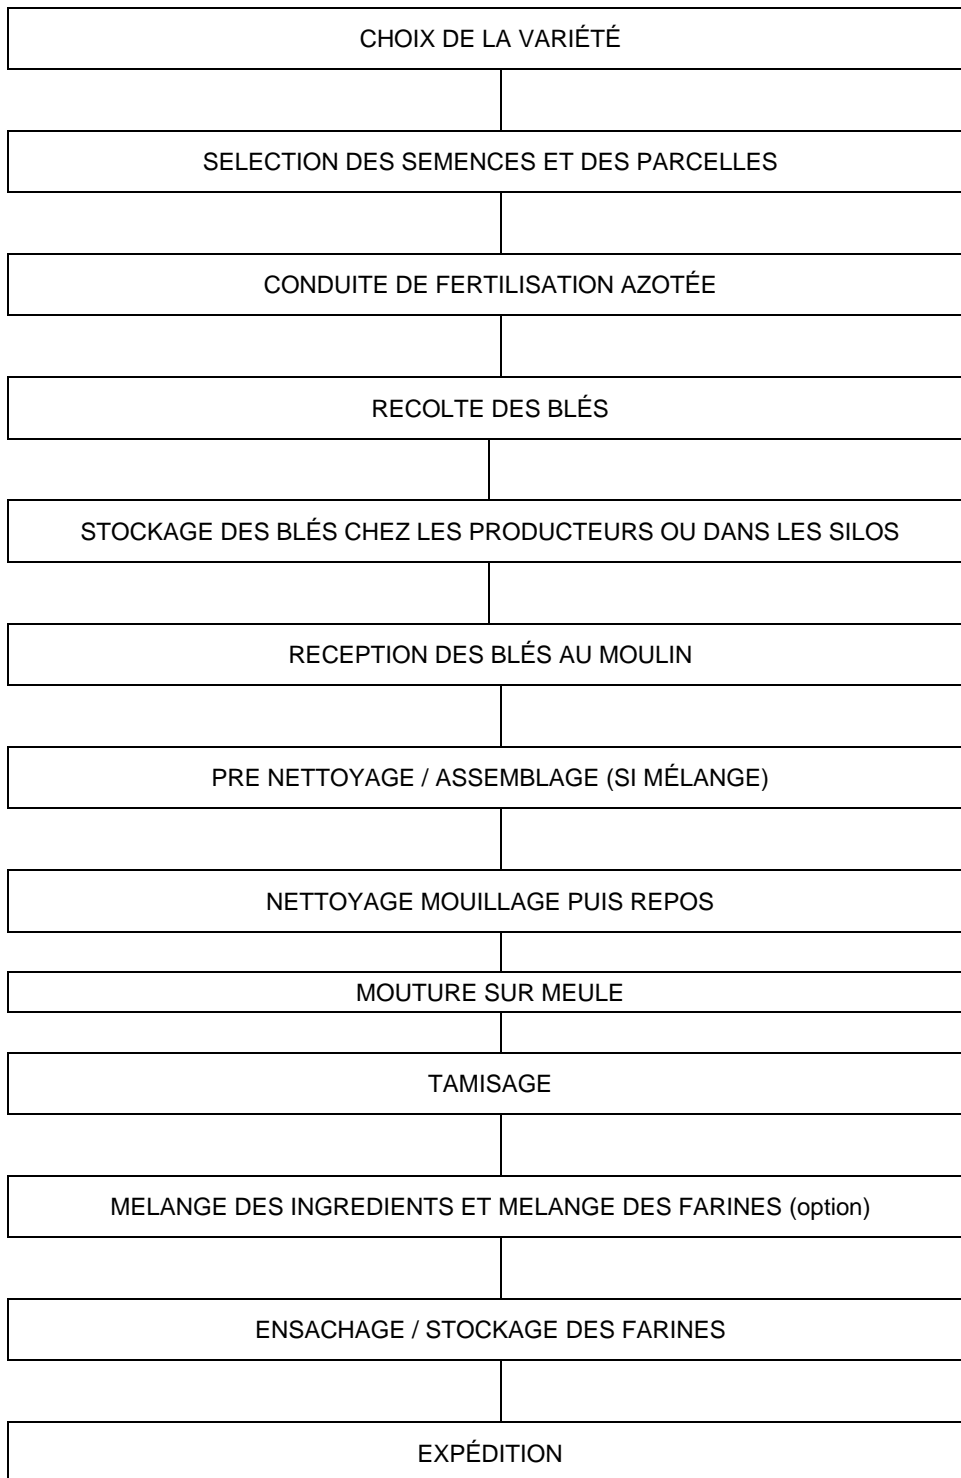 CHOIX DE LA VARIÉTÉ
SELECTION DES SEMENCES ET DES PARCELLES
CONDUITE DE FERTILISATION AZOTÉE
RECOLTE DES BLÉS
STOCKAGE DES BLÉS CHEZ LES PRODUCTEURS OU DANS LES SILOS
RECEPTION DES BLÉS AU MOULIN
PRE NETTOYAGE / ASSEMBLAGE (SI MÉLANGE)
NETTOYAGE MOUILLAGE PUIS REPOS
MOUTURE SUR MEULE
TAMISAGE
MELANGE DES INGREDIENTS ET MELANGE DES FARINES (option)
ENSACHAGE / STOCKAGE DES FARINES
EXPÉDITION